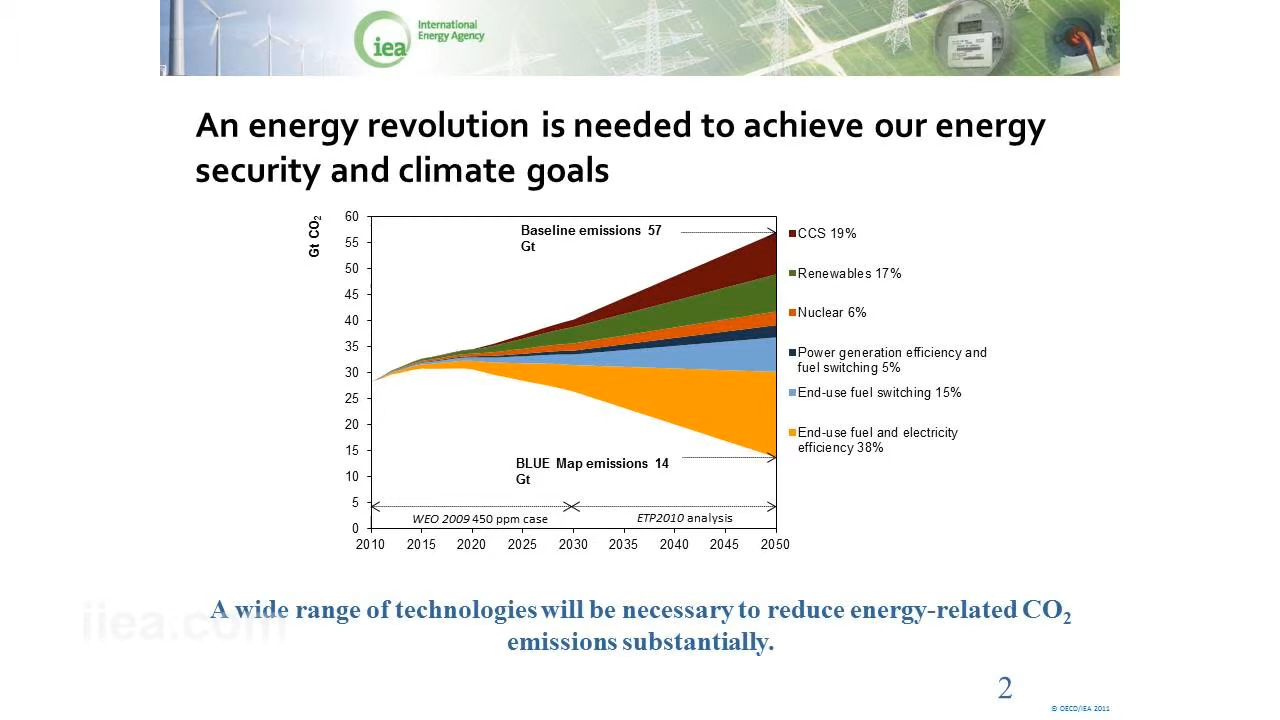 iea
International
Energy Agency
An energy revolution is needed to achieve our energy
security and climate goals
Gt CO2
60
55
50
45
40
35
30
25
20
15
10
5
0
Baseline emissions 57
Gt
BLUE Map emissions 14
Gt
WEO 2009 450 ppm case
ETP2010 analysis
2010 2015 2020 2025 2030 2035 2040 2045 2050
CCS 19%
Renewables 17%
Nuclear 6%
Power generation efficiency and
fuel switching 5%
End-use fuel switching 15%
End-use fuel and electricity
efficiency 38%
A wide range of technologies will be necessary to reduce energy-related CO2
emissions substantially.
iiea.com
2
© OECD/IEA 2011